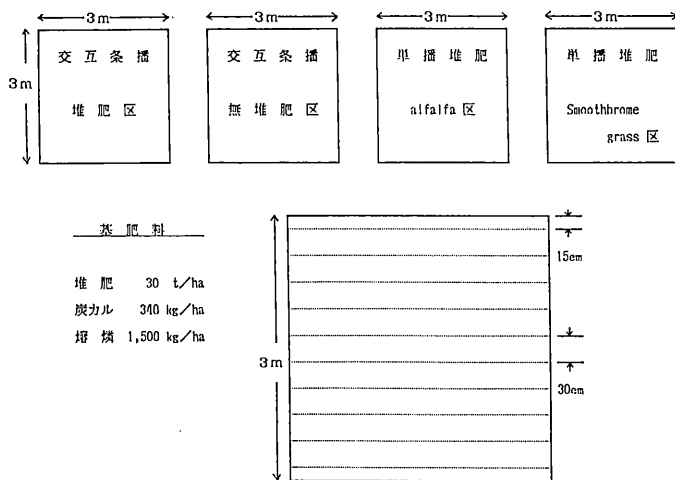 3m 3m 3m 3m
3m
交互条播 交互条播 単播堆肥 単播堆肥
堆肥区 無堆肥区 alfalfa 区 Smoothbrome
grass 区
基肥料
堆肥 30 t/ha
炭カル 340 kg/ha
熔燐 1,500 kg/ha
3m
15cm
30cm